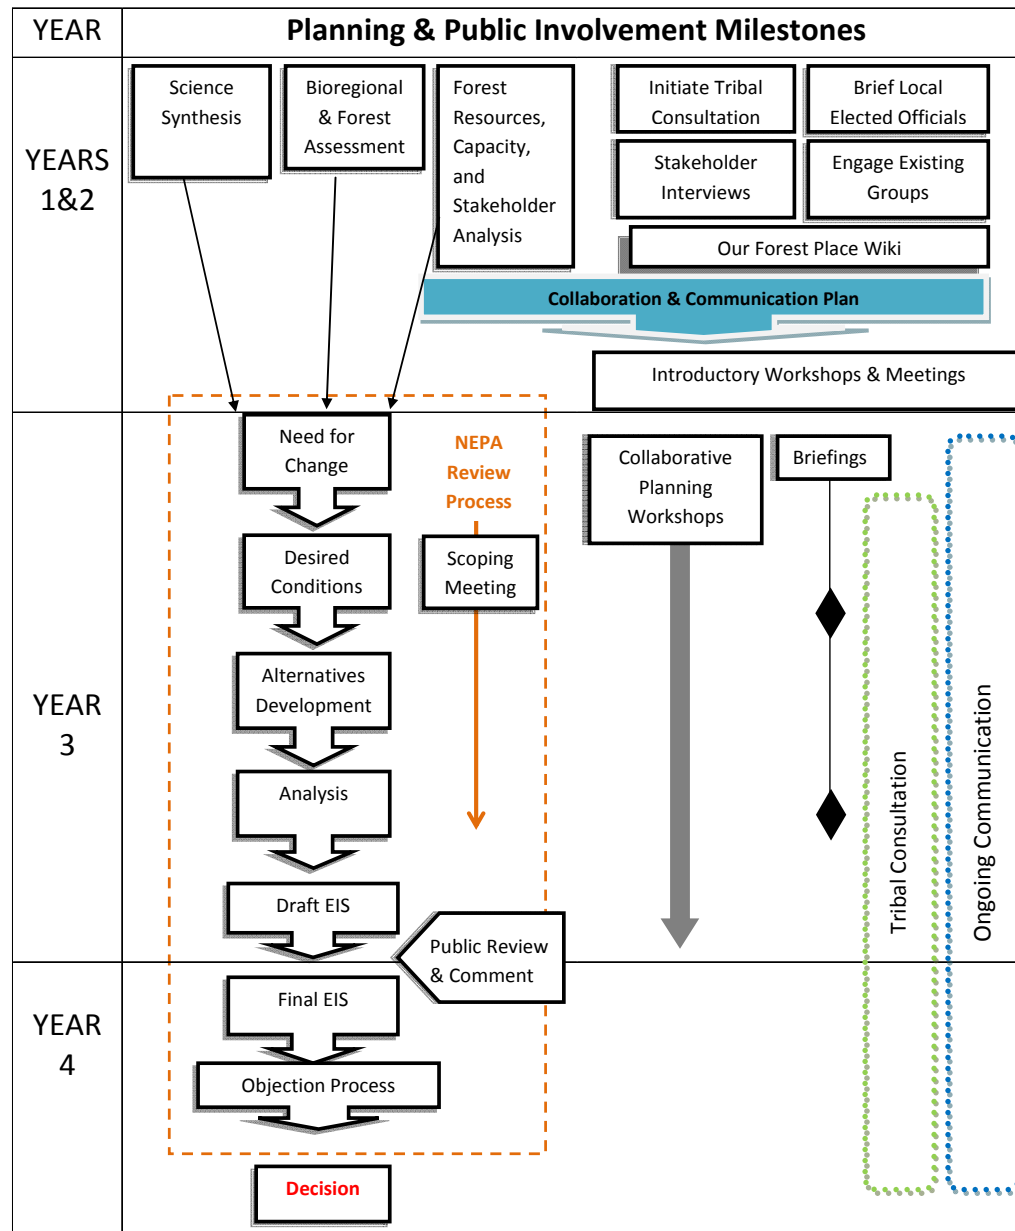 YEAR
Planning & Public Involvement Milestones
YEARS
1&2
Science
Synthesis
Bioregional
& Forest
Assessment
Forest
Resources,
Capacity,
and
Stakeholder
Analysis
Initiate Tribal
Consultation
Brief Local
Elected Officials
Stakeholder
Interviews
Engage Existing
Groups
Our Forest Place Wiki
Collaboration & Communication Plan
Introductory Workshops & Meetings
YEAR
3
Need for
Change
NEPA
Review
Process
Collaborative
Planning
Workshops
Briefings
Desired
Conditions
Scoping
Meeting
Alternatives
Development
Analysis
Draft EIS
Public Review
& Comment
Tribal Consultation
Ongoing Communication
YEAR
4
Final EIS
Objection Process
Decision